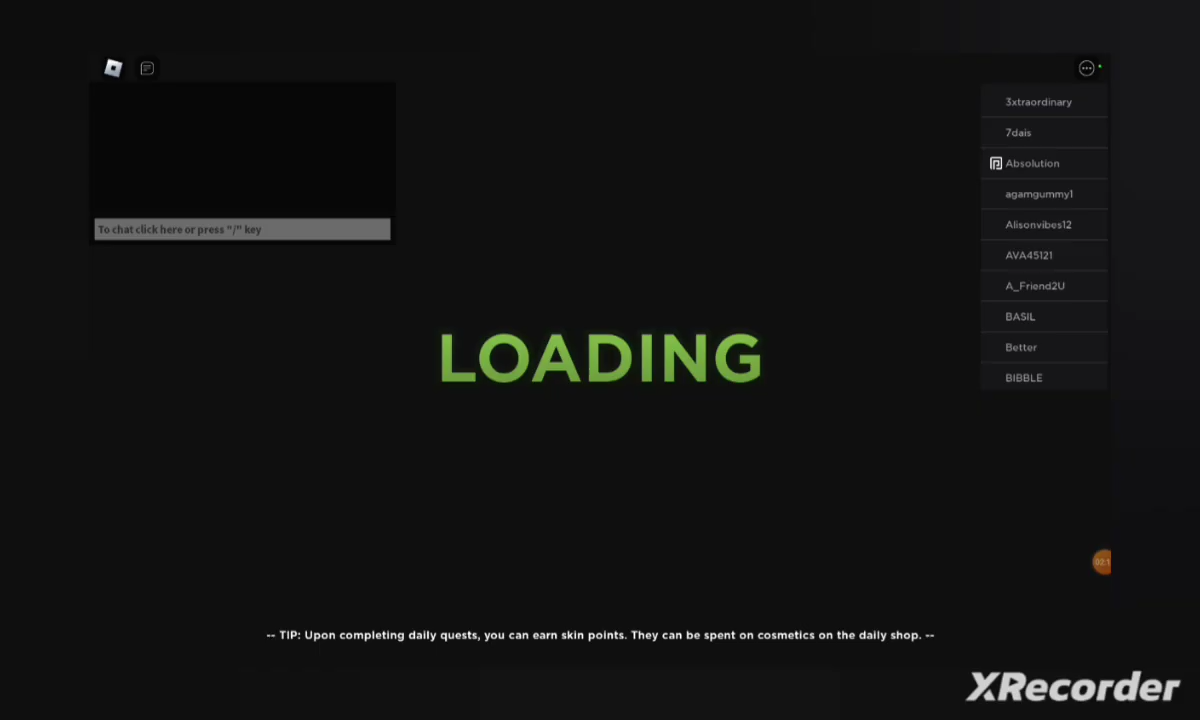 3xtraordinary
7dais
Absolution
agamgummy1
To chat click here or press "/" key
Alisonvibes12
AVA45121
A_Friend2U
BASIL
Better
BIBBLE
LOADING
-- TIP: Upon completing daily quests, you can earn skin points. They can be spent on cosmetics on the daily shop. --
XRecorder